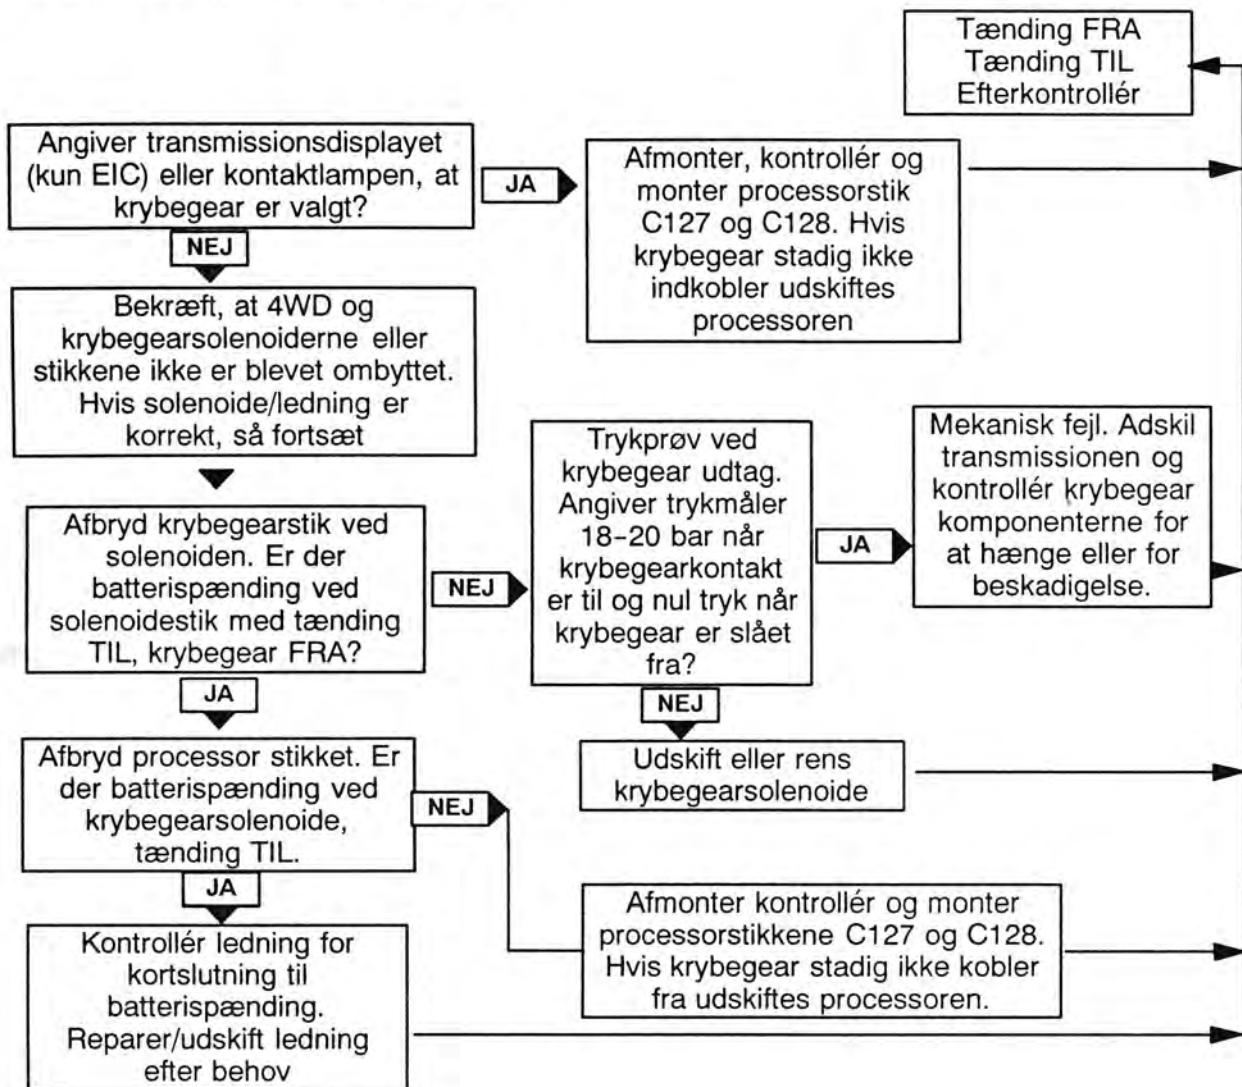 Tænding FRA
Tænding TIL
Efterkontrollér
Angiver transmissionsdisplayet
(kun EIC) eller kontaktlampen, at
krybegear er valgt?
JA
Afmonter, kontrollér og
monter processorstik
C127 og C128. Hvis
krybegear stadig ikke
indkobler udskiftes
processoren
NEJ
Bekræft, at 4WD og
krybegearsolenoiderne eller
stikkene ikke er blevet ombyttet.
Hvis solenoide/ledning er
korrekt, så fortsæt
Afbryd krybegearstik ved
solenoiden. Er der
batterispænding ved
solenoidestik med tænding
TIL, krybegear FRA?
NEJ
Trykprøv ved
krybegear udtag.
Angiver trykmåler
18-20 bar når
krybegearkontakt
er til og nul tryk når
krybegear er slået
fra?
JA
Mekanisk fejl. Adskil
transmissionen og
kontrollér krybegear
komponenterne for
at hænge eller for
beskadigelse.
NEJ
Udskift eller rens
krybegearsolenoide
JA
Afbryd processor stikket. Er
der batterispænding ved
krybegearsolenoide,
tænding TIL.
NEJ
Afmonter kontrollér og monter
processorstikkene C127 og C128.
Hvis krybegear stadig ikke kobler
fra udskiftes processoren.
JA
Kontrollér ledning for
kortslutning til
batterispænding.
Reparer/udskift ledning
efter behov